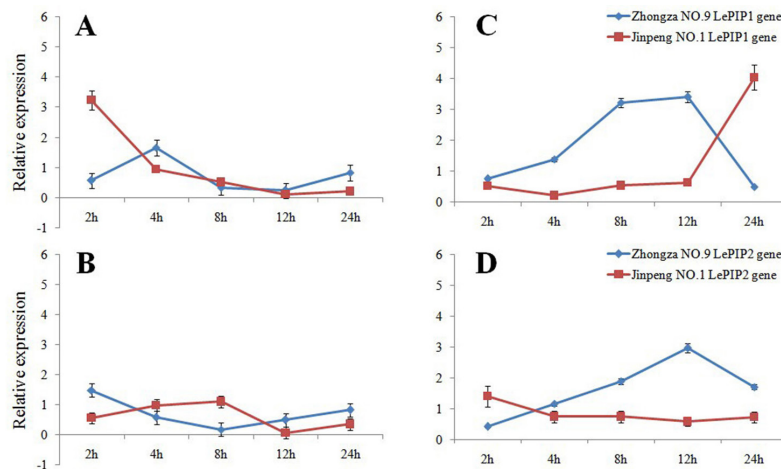 A
Relative expression
6
5
4
3
2
1
0
-1
2h 4h 8h 12h 24h
C
Zhongza NO.9 LePIP1 gene
Jinpeng NO.1 LePIP1 gene
6
5
4
3
2
1
0
2h 4h 8h 12h 24h
B
Relative expression
6
5
4
3
2
1
0
-1
2h 4h 8h 12h 24h
D
Zhongza NO.9 LePIP2 gene
Jinpeng NO.1 LePIP2 gene
6
5
4
3
2
1
0
2h 4h 8h 12h 24h